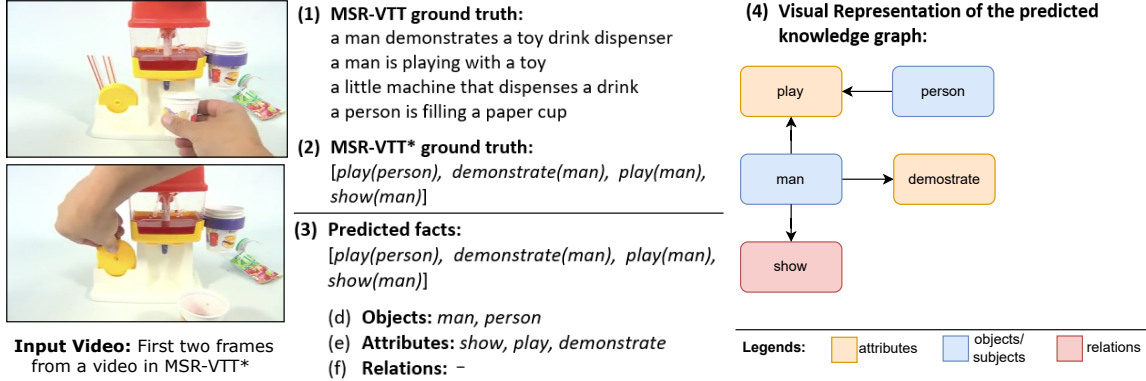 (1) MSR-VTT ground truth:
a man demonstrates a toy drink dispenser
a man is playing with a toy
a little machine that dispenses a drink
a person is filling a paper cup
(2) MSR-VTT* ground truth:
[play(person), demonstrate(man), play(man),
show(man)]
(3) Predicted facts:
[play(person), demonstrate(man), play(man),
show(man)]
(d) Objects: man, person
(e) Attributes: show, play, demonstrate
(f) Relations: –
Input Video: First two frames
from a video in MSR-VTT*
(4) Visual Representation of the predicted
knowledge graph:
play
person
man
demostrate
show
Legends:
attributes
objects/
subjects
relations